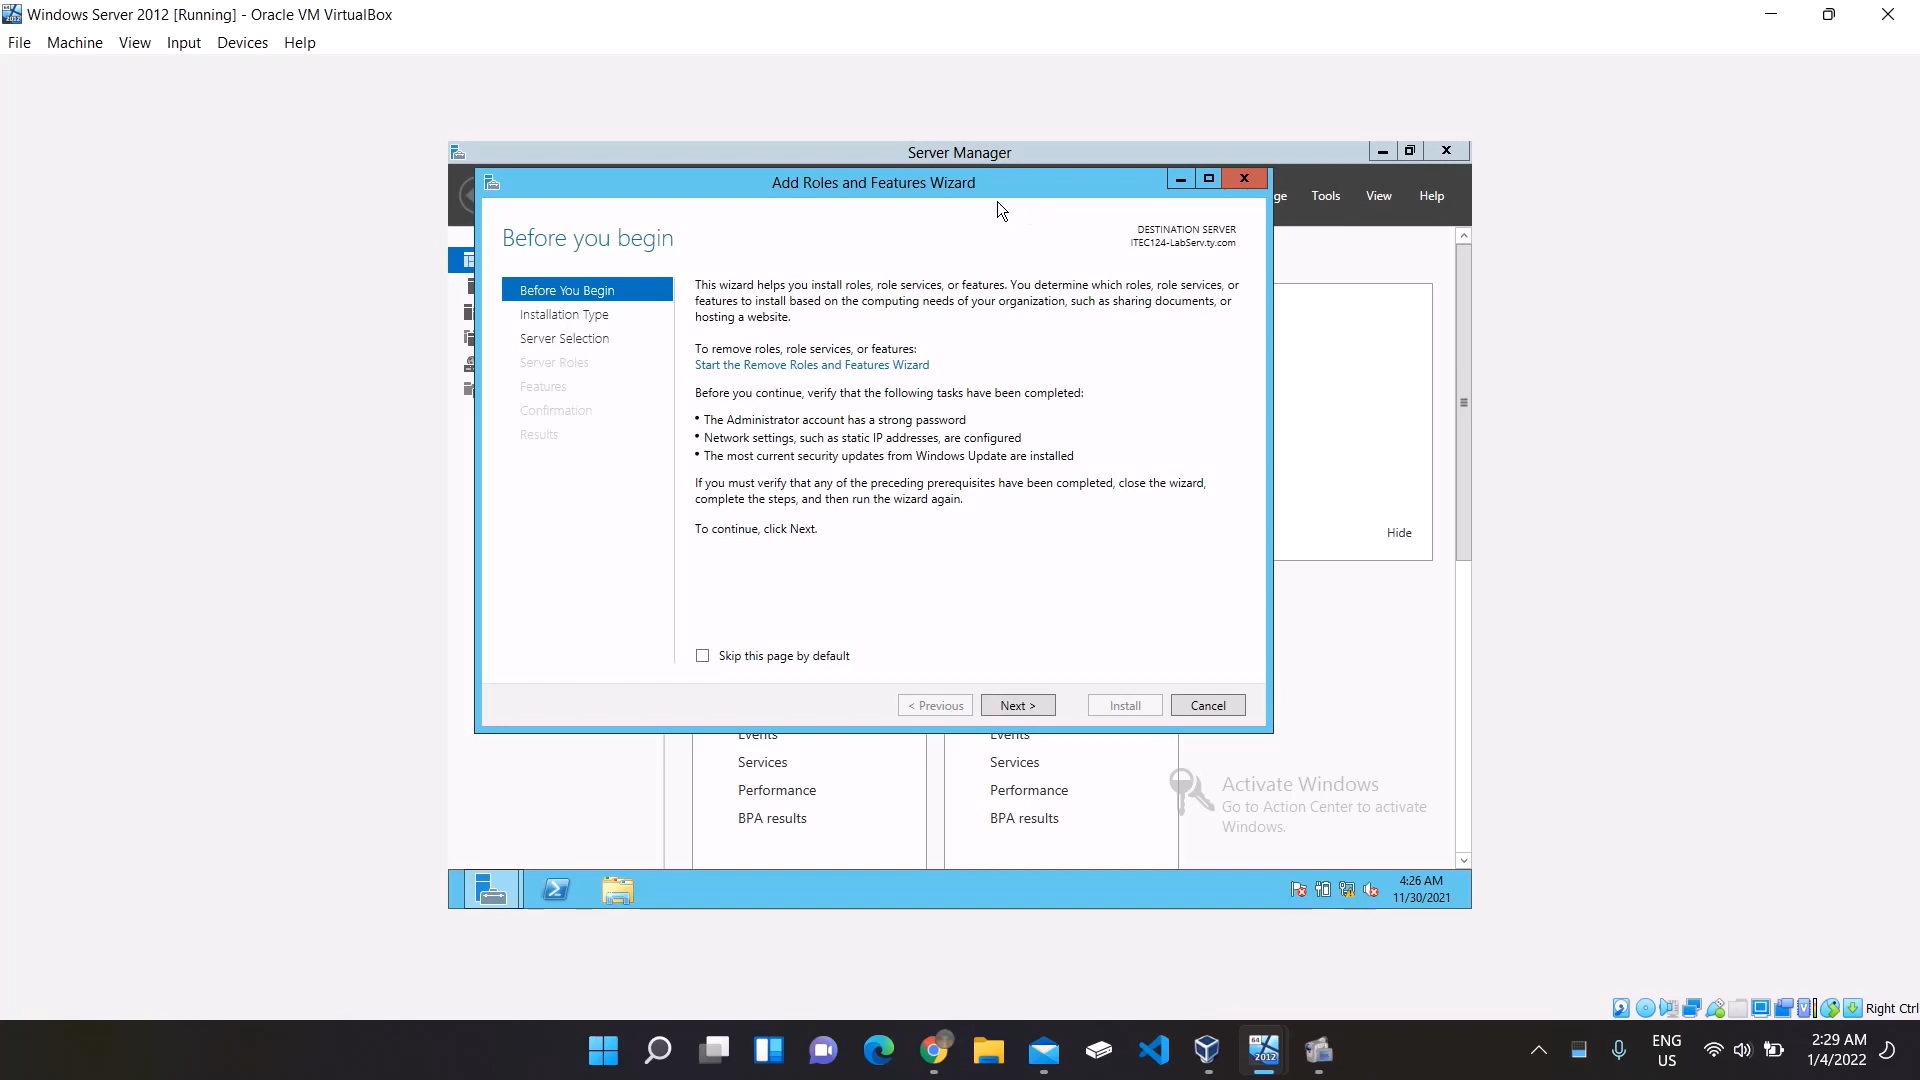 Windows Server 2012 [Running] - Oracle VM VirtualBox
File Machine View Input Devices Help
Server Manager
Add Roles and Features Wizard
ge Tools View Help
Before you begin
DESTINATION SERVER
ITEC124-LabServ.ty.com
Before You Begin
Installation Type
Server Selection
Server Roles
Features
Confirmation
Results
This wizard helps you install roles, role services, or features. You determine which roles, role services, or
features to install based on the computing needs of your organization, such as sharing documents, or
hosting a website.
To remove roles, role services, or features:
Start the Remove Roles and Features Wizard
Before you continue, verify that the following tasks have been completed:
• The Administrator account has a strong password
• Network settings, such as static IP addresses, are configured
• The most current security updates from Windows Update are installed
If you must verify that any of the preceding prerequisites have been completed, close the wizard,
complete the steps, and then run the wizard again.
To continue, click Next.
Hide
Skip this page by default
< Previous Next > Install Cancel
Events Events
Services Services
Performance Performance
BPA results BPA results
Activate Windows
Go to Action Center to activate
Windows.
4:26 AM
11/30/2021
Right Ctrl
64
2012
ENG
US
2:29 AM
1/4/2022